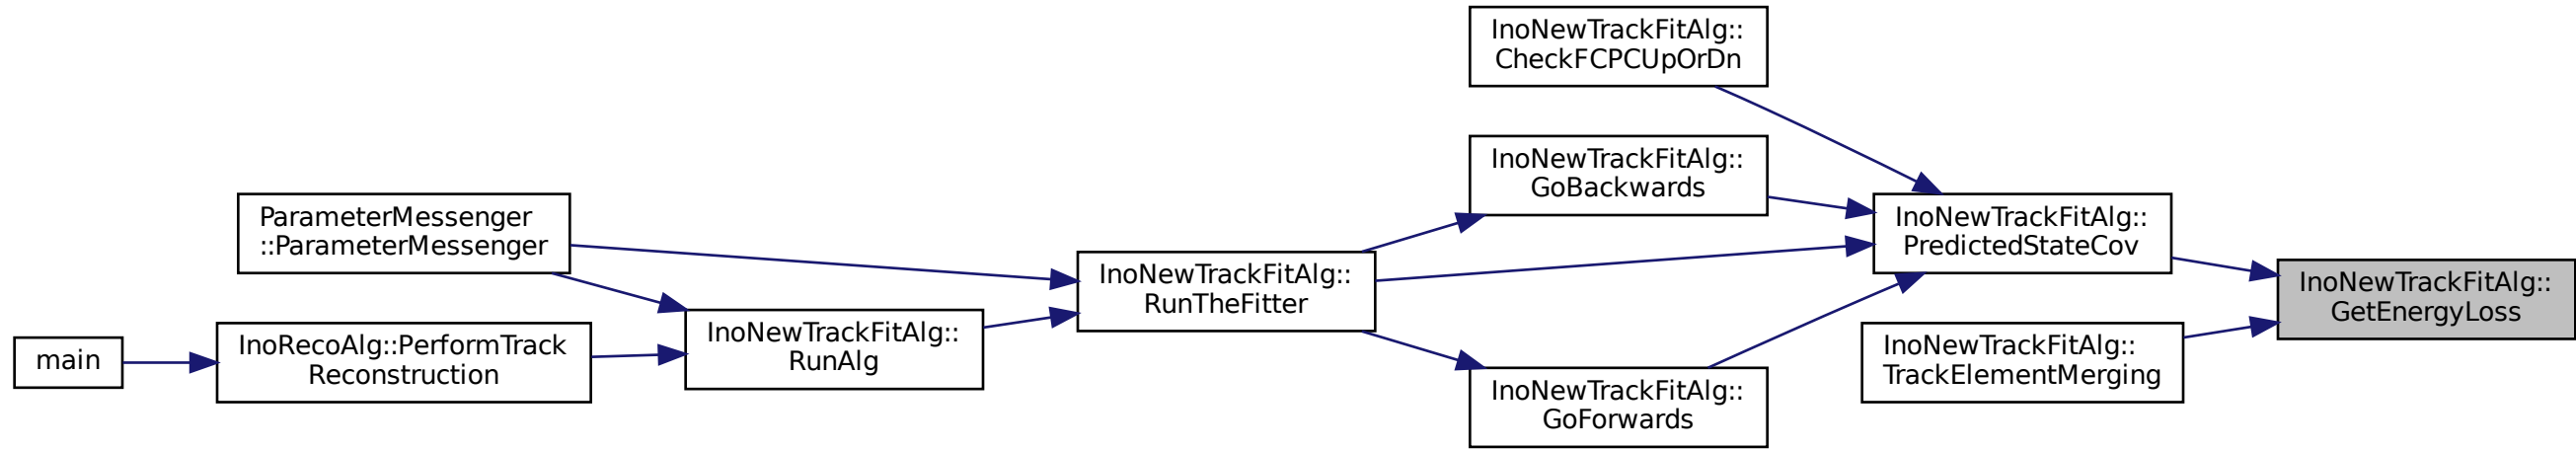 InoNewTrackFitAlg::
CheckFCPCUpOrDn
InoNewTrackFitAlg::
GoBackwards
ParameterMessenger
::ParameterMessenger
InoNewTrackFitAlg::
PredictedStateCov
InoNewTrackFitAlg::
RunTheFitter
InoNewTrackFitAlg::
GetEnergyLoss
main
InoRecoAlg::PerformTrack
Reconstruction
InoNewTrackFitAlg::
RunAlg
InoNewTrackFitAlg::
TrackElementMerging
InoNewTrackFitAlg::
GoForwards